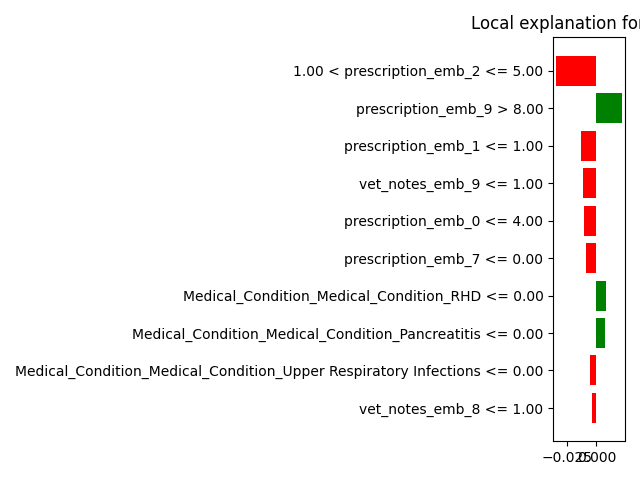 Local explanation for
1.00 < prescription_emb_2 <= 5.00
prescription_emb_9 > 8.00
prescription_emb_1 <= 1.00
vet_notes_emb_9 <= 1.00
prescription_emb_0 <= 4.00
prescription_emb_7 <= 0.00
Medical_Condition_Medical_Condition_RHD <= 0.00
Medical_Condition_Medical_Condition_Pancreatitis <= 0.00
Medical_Condition_Medical_Condition_Upper Respiratory Infections <= 0.00
vet_notes_emb_8 <= 1.00
−0.025 0.000